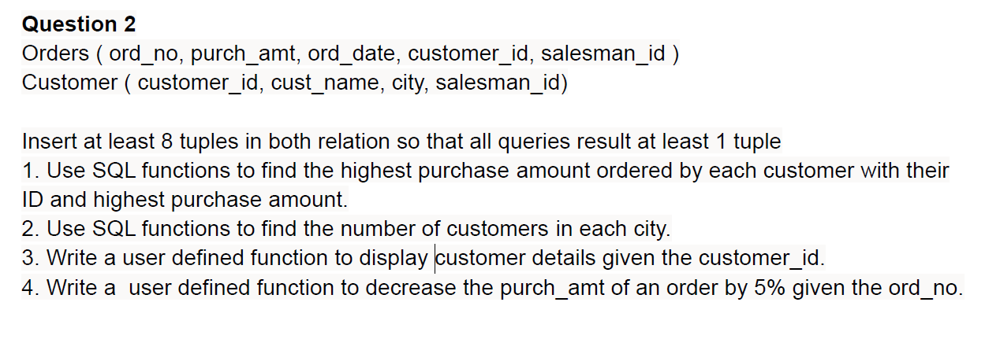 Question 2
Orders ( ord_no, purch_amt, ord_date, customer_id, salesman_id )
Customer ( customer_id, cust_name, city, salesman_id)
Insert at least 8 tuples in both relation so that all queries result at least 1 tuple
1. Use SQL functions to find the highest purchase amount ordered by each customer with their
ID and highest purchase amount.
2. Use SQL functions to find the number of customers in each city.
3. Write a user defined function to display customer details given the customer_id.
4. Write a  user defined function to decrease the purch_amt of an order by 5% given the ord_no.